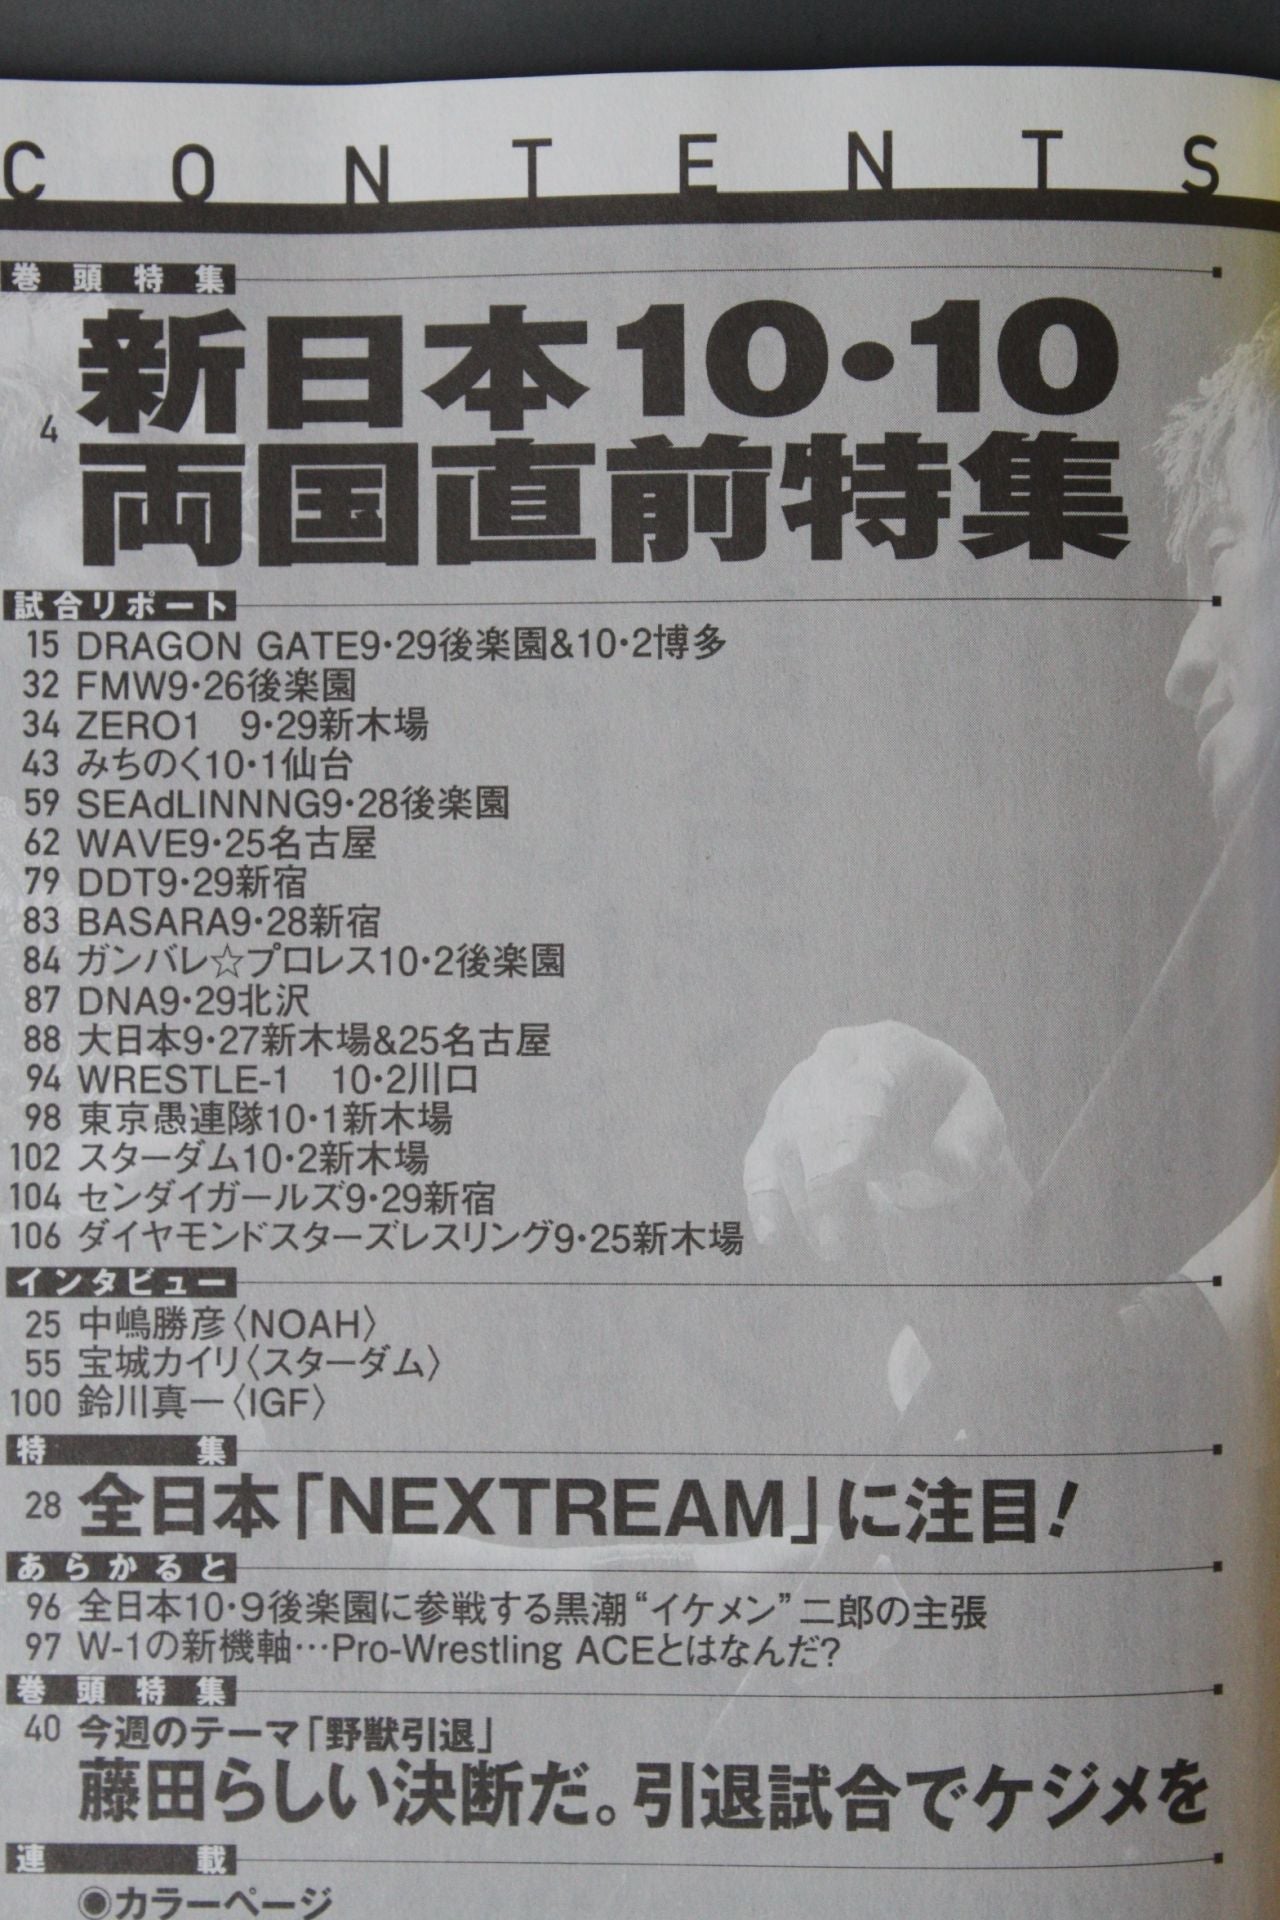 CONTENTS
巻頭特集
4 新日本10・10
両国直前特集
試合リポート
15 DRAGON GATE9・29後楽園&10・2博多
32 FMW9・26後楽園
34 ZERO1　9・29新木場
43 みちのく10・1仙台
59 SEAdLINNNG9・28後楽園
62 WAVE9・25名古屋
79 DDT9・29新宿
83 BASARA9・28新宿
84 ガンバレ☆プロレス10・2後楽園
87 DNA9・29北沢
88 大日本9・27新木場&25名古屋
94 WRESTLE-1　10・2川口
98 東京愚連隊10・1新木場
102 スターダム10・2新木場
104 センダイガールズ9・29新宿
106 ダイヤモンドスターズレスリング9・25新木場
インタビュー
25 中嶋勝彦〈NOAH〉
55 宝城カイリ〈スターダム〉
100 鈴川真一〈IGF〉
特集
28 全日本「NEXTREAM」に注目!
あらかると
96 全日本10・9後楽園に参戦する黒潮“イケメン”二郎の主張
97 W-1の新機軸…Pro-Wrestling ACEとはなんだ?
巻頭特集
40 今週のテーマ「野獣引退」
藤田らしい決断だ。引退試合でケジメを
連載
◉カラーページ